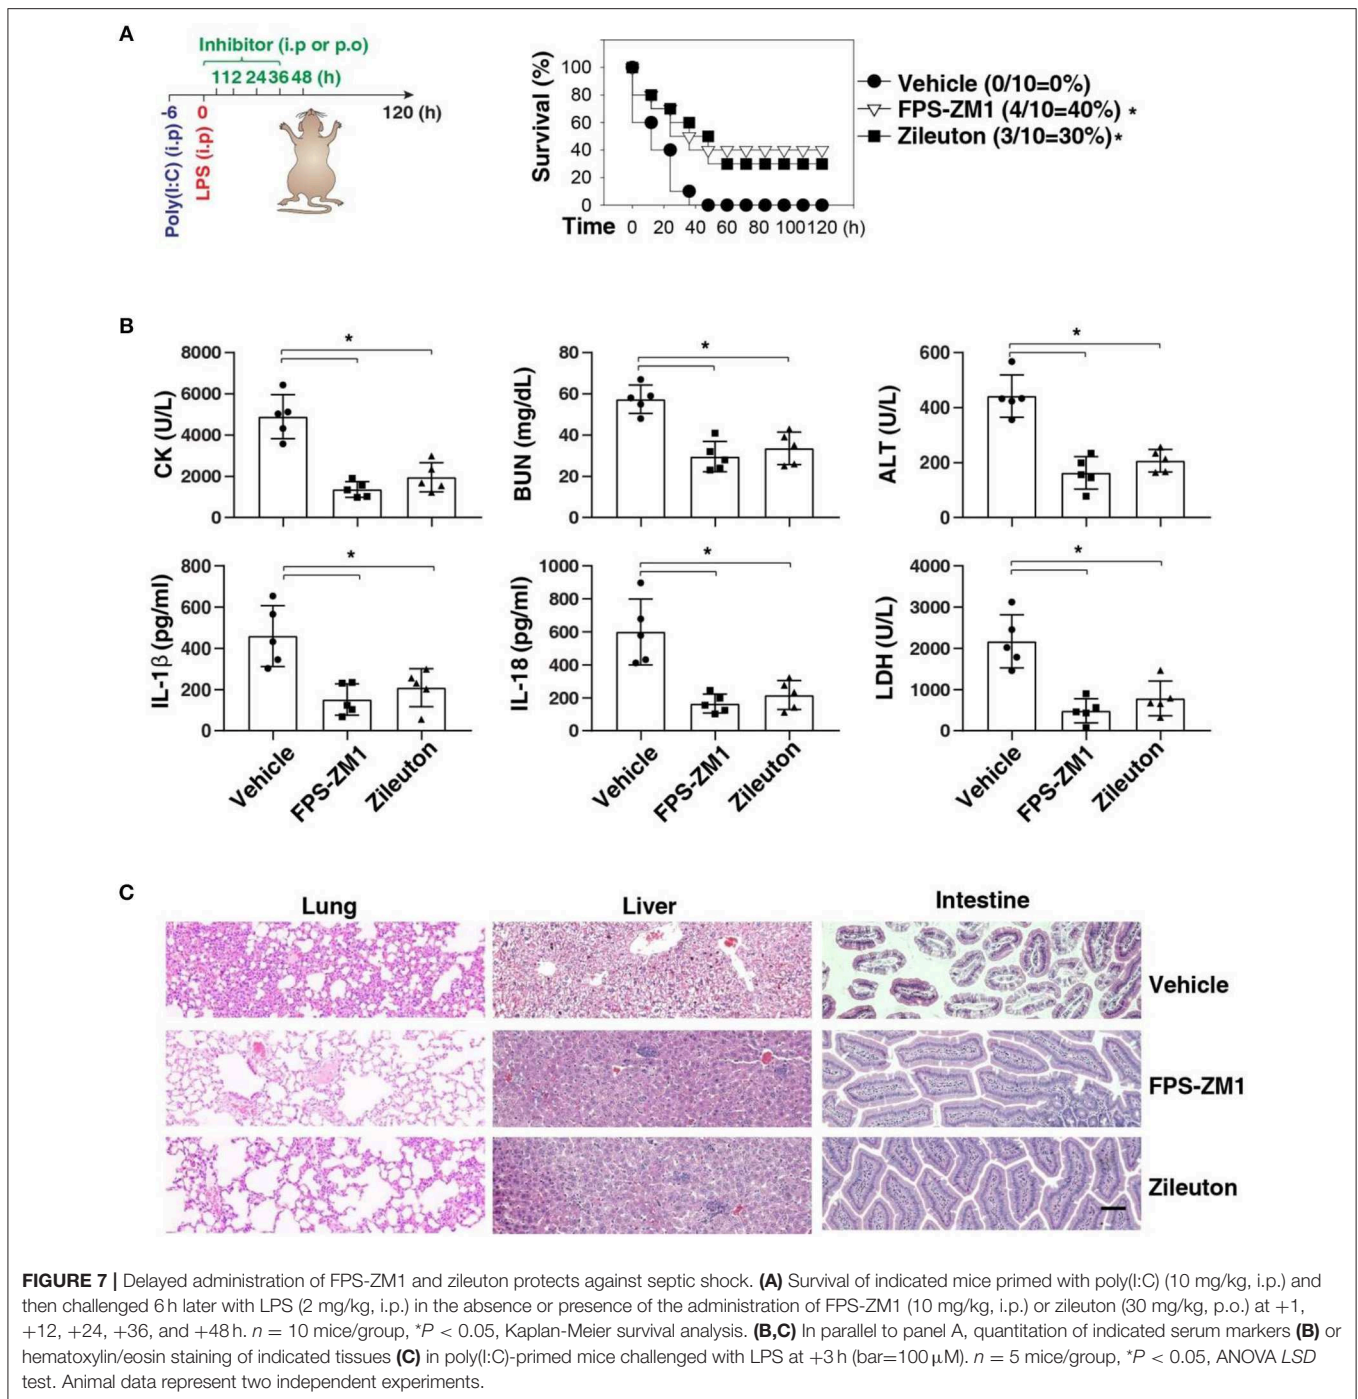 A
Inhibitor (i.p or p.o)
112 24 36 48 (h)
-6 0 120 (h)
Poly(I:C) (i.p)
LPS (i.p)
Survival (%)
100
80
60
40
20
0
Time 0 20 40 60 80 100 120 (h)
Vehicle (0/10=0%)
FPS-ZM1 (4/10=40%) *
Zileuton (3/10=30%)*
B
CK (U/L)
8000
6000
4000
2000
0
*
BUN (mg/dL)
80
60
40
20
0
*
ALT (U/L)
600
400
200
0
*
IL-1β (pg/ml)
800
600
400
200
0
*
Vehicle
FPS-ZM1
Zileuton
IL-18 (pg/ml)
1000
800
600
400
200
0
*
Vehicle
FPS-ZM1
Zileuton
LDH (U/L)
4000
3000
2000
1000
0
*
Vehicle
FPS-ZM1
Zileuton
C
Lung Liver Intestine
Vehicle
FPS-ZM1
Zileuton
FIGURE 7 | Delayed administration of FPS-ZM1 and zileuton protects against septic shock. (A) Survival of indicated mice primed with poly(I:C) (10 mg/kg, i.p.) and
then challenged 6 h later with LPS (2 mg/kg, i.p.) in the absence or presence of the administration of FPS-ZM1 (10 mg/kg, i.p.) or zileuton (30 mg/kg, p.o.) at +1,
+12, +24, +36, and +48 h. n = 10 mice/group, *P < 0.05, Kaplan-Meier survival analysis. (B,C) In parallel to panel A, quantitation of indicated serum markers (B) or
hematoxylin/eosin staining of indicated tissues (C) in poly(I:C)-primed mice challenged with LPS at +3 h (bar=100 μM). n = 5 mice/group, *P < 0.05, ANOVA LSD
test. Animal data represent two independent experiments.